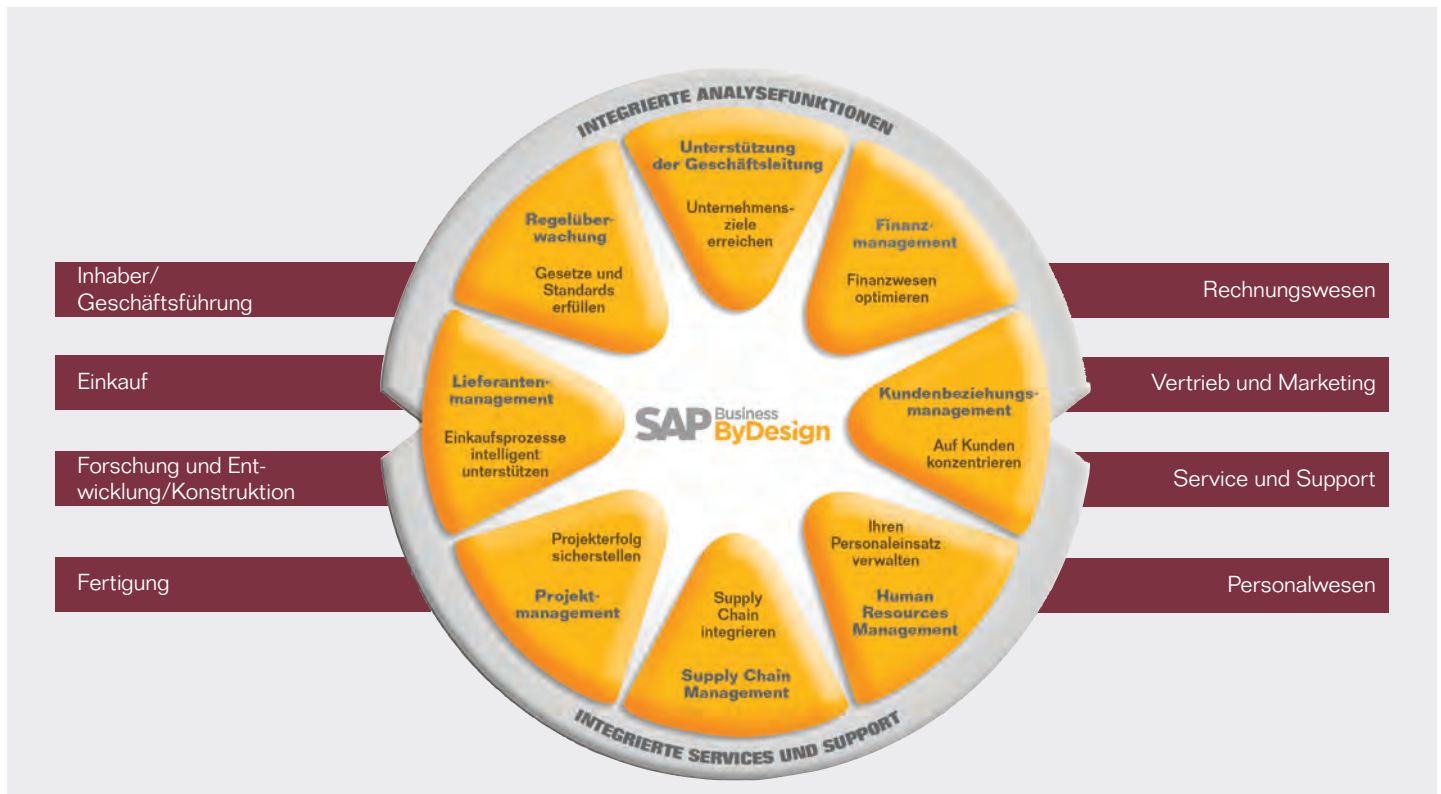 INTEGRIERTE ANALYSEFUNKTIONEN
Unterstützung
der Geschäftsleitung
Unternehmens-
ziele
erreichen
Regelüber-
wachung
Gesetze und
Standards
erfüllen
Finanz-
management
Finanzwesen
optimieren
Inhaber/
Geschäftsführung
Rechnungswesen
Einkauf
Vertrieb und Marketing
Lieferanten-
management
Einkaufsprozesse
intelligent
unterstützen
SAP Business
ByDesign
Kundenbeziehungs-
management
Auf Kunden
konzentrieren
Forschung und Ent-
wicklung/Konstruktion
Service und Support
Projekterfolg
sicherstellen
Projekt-
management
Supply
Chain
integrieren
Supply Chain
Management
Ihren
Personaleinsatz
verwalten
Human
Resources
Management
Fertigung
Personalwesen
INTEGRIERTE SERVICES UND SUPPORT